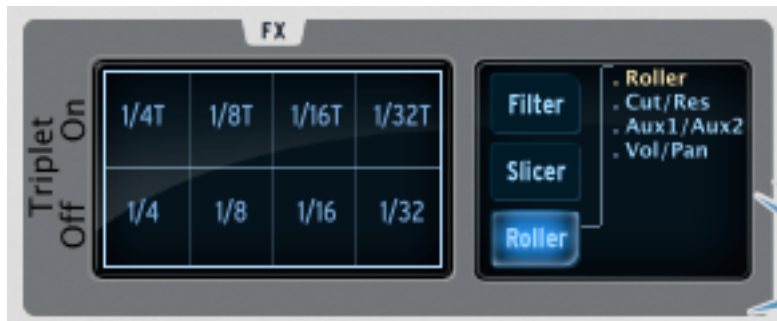 FX
Triplet
On
Off
1/4T 1/8T 1/16T 1/32T
1/4 1/8 1/16 1/32
Filter
Slicer
Roller
. Roller
. Cut/Res
. Aux1/Aux2
. Vol/Pan